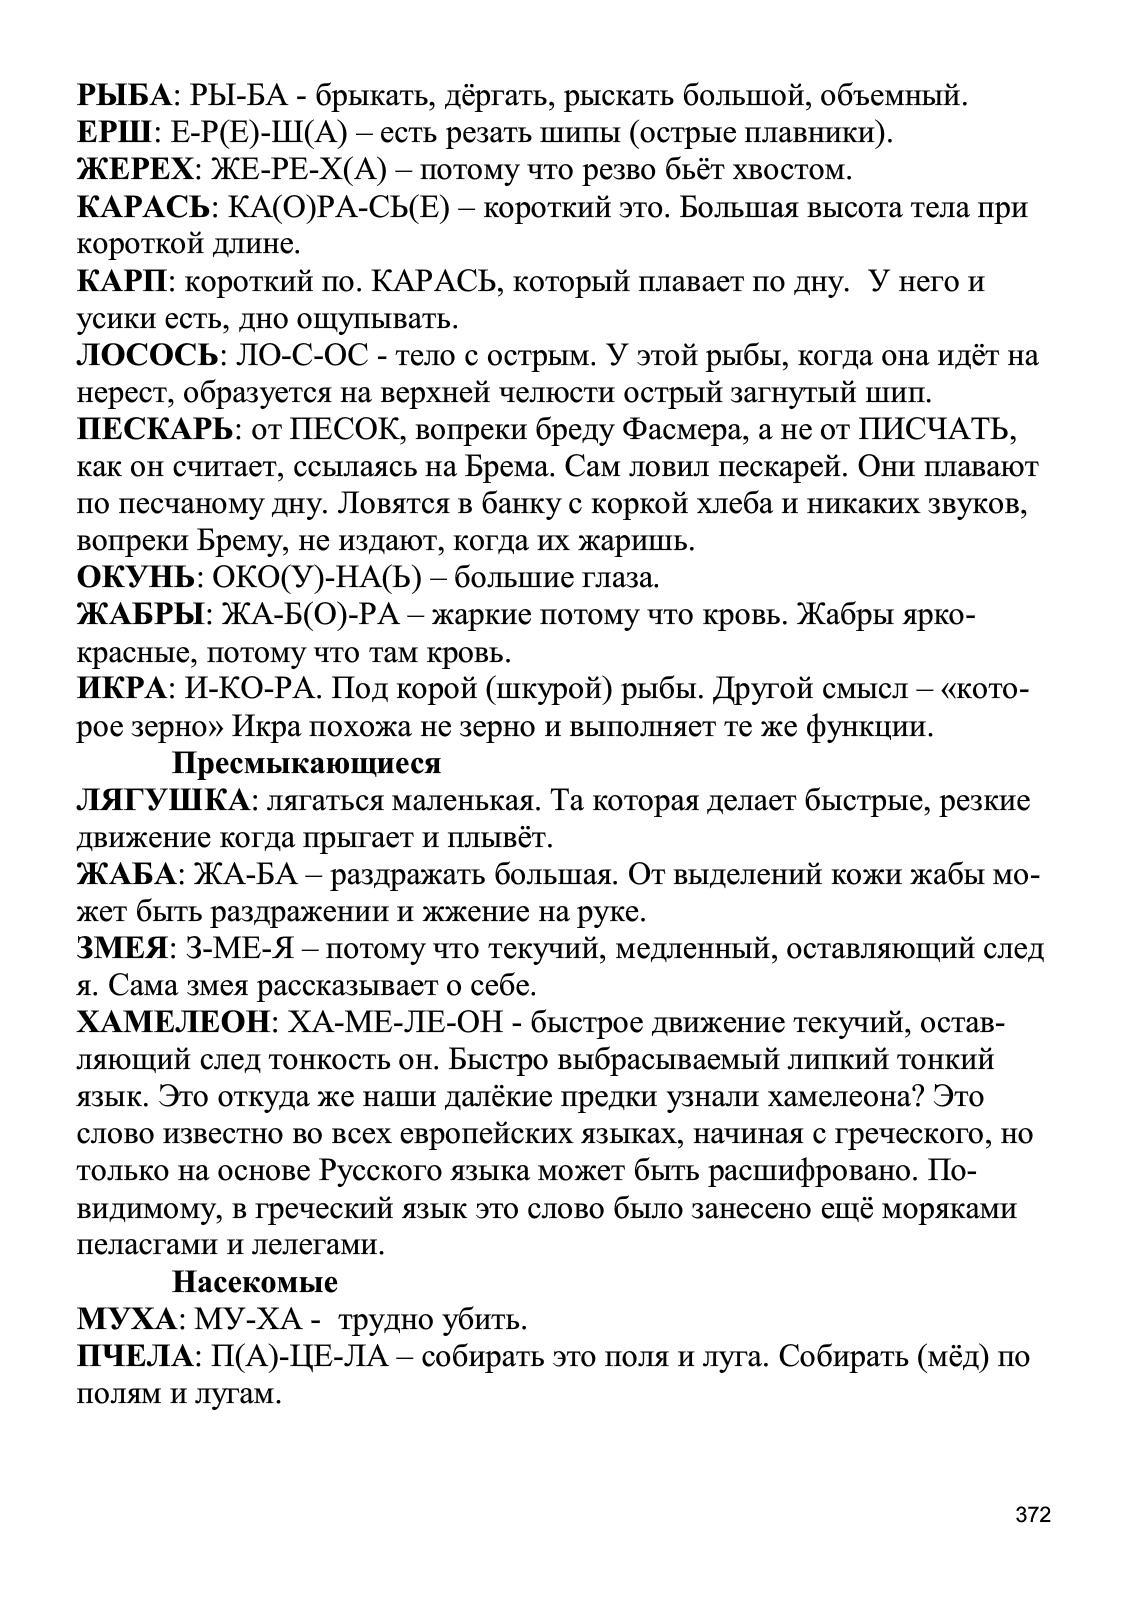 РЫБА: РЫ-БА - брыкать, дёргать, рыскать большой, объемный.
ЕРШ: Е-Р(Е)-Ш(А) – есть резать шипы (острые плавники).
ЖЕРЕХ: ЖЕ-РЕ-Х(А) – потому что резво бьёт хвостом.
КАРАСЬ: КА(О)РА-СЬ(Е) – короткий это. Большая высота тела при
короткой длине.
КАРП: короткий по. КАРАСЬ, который плавает по дну.  У него и
усики есть, дно ощупывать.
ЛОСОСЬ: ЛО-С-ОС - тело с острым. У этой рыбы, когда она идёт на
нерест, образуется на верхней челюсти острый загнутый шип.
ПЕСКАРЬ: от ПЕСОК, вопреки бреду Фасмера, а не от ПИСЧАТЬ,
как он считает, ссылаясь на Брема. Сам ловил пескарей. Они плавают
по песчаному дну. Ловятся в банку с коркой хлеба и никаких звуков,
вопреки Брему, не издают, когда их жаришь.
ОКУНЬ: ОКО(У)-НА(Ь) – большие глаза.
ЖАБРЫ: ЖА-Б(О)-РА – жаркие потому что кровь. Жабры ярко-
красные, потому что там кровь.
ИКРА: И-КО-РА. Под корой (шкурой) рыбы. Другой смысл – «кото-
рое зерно» Икра похожа не зерно и выполняет те же функции.
Пресмыкающиеся
ЛЯГУШКА: лягаться маленькая. Та которая делает быстрые, резкие
движение когда прыгает и плывёт.
ЖАБА: ЖА-БА – раздражать большая. От выделений кожи жабы мо-
жет быть раздражении и жжение на руке.
ЗМЕЯ: З-МЕ-Я – потому что текучий, медленный, оставляющий след
я. Сама змея рассказывает о себе.
ХАМЕЛЕОН: ХА-МЕ-ЛЕ-ОН - быстрое движение текучий, остав-
ляющий след тонкость он. Быстро выбрасываемый липкий тонкий
язык. Это откуда же наши далёкие предки узнали хамелеона? Это
слово известно во всех европейских языках, начиная с греческого, но
только на основе Русского языка может быть расшифровано. По-
видимому, в греческий язык это слово было занесено ещё моряками
пеласгами и лелегами.
Насекомые
МУХА: МУ-ХА -  трудно убить.
ПЧЕЛА: П(А)-ЦЕ-ЛА – собирать это поля и луга. Собирать (мёд) по
полям и лугам.
372